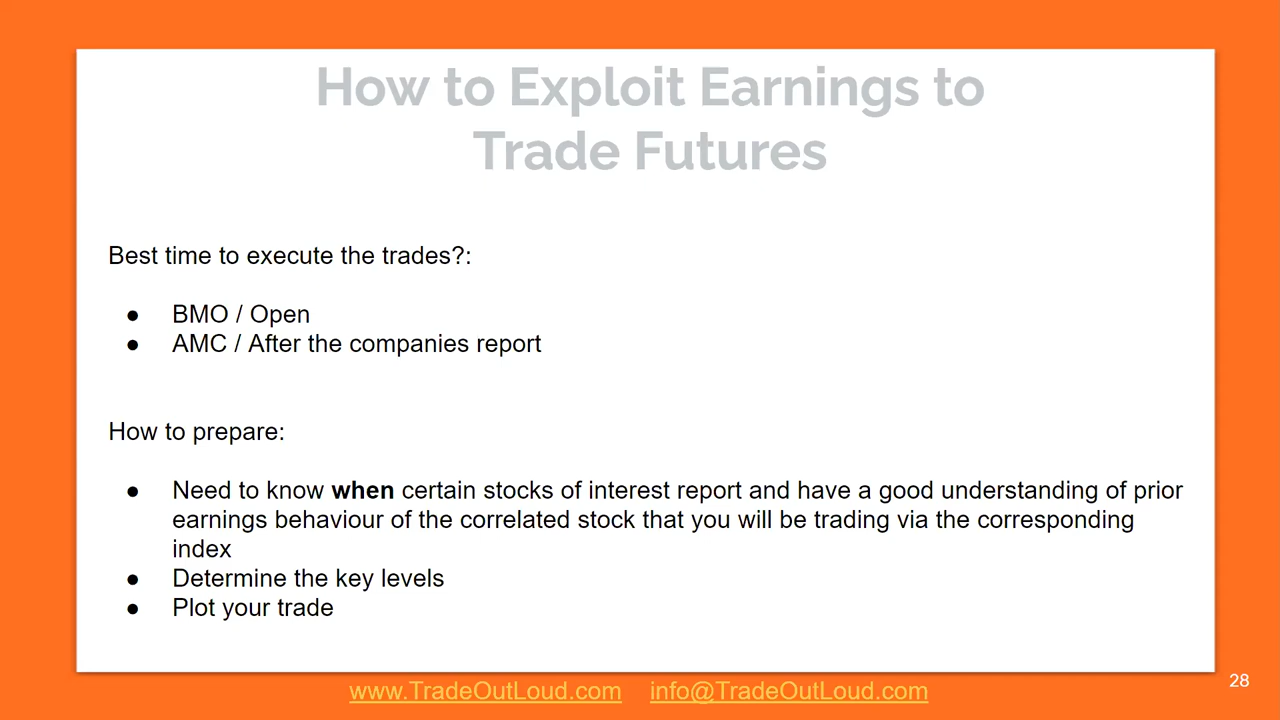 How to Exploit Earnings to
Trade Futures
Best time to execute the trades?:
● BMO / Open
● AMC / After the companies report
How to prepare:
● Need to know when certain stocks of interest report and have a good understanding of prior
earnings behaviour of the correlated stock that you will be trading via the corresponding
index
● Determine the key levels
● Plot your trade
www.TradeOutLoud.com info@TradeOutLoud.com
28